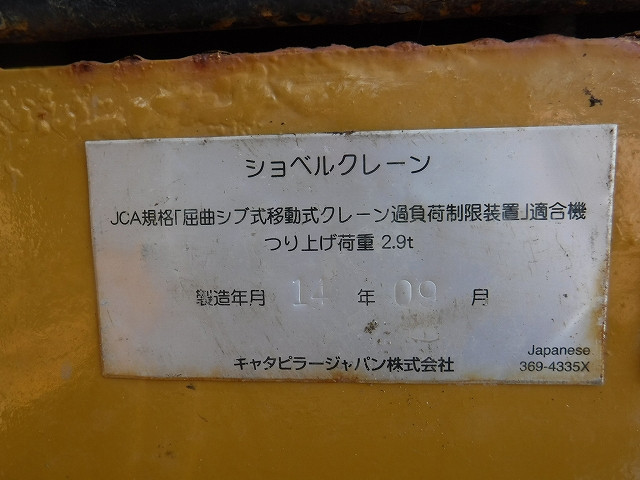 ショベルクレーン
JCA規格「屈曲シブ式移動式クレーン過負荷制限装置」適合機
つり上げ荷重 2.9t
製造年月 14 年 09 月
キャタピラージャパン株式会社
Japanese
369-4335X